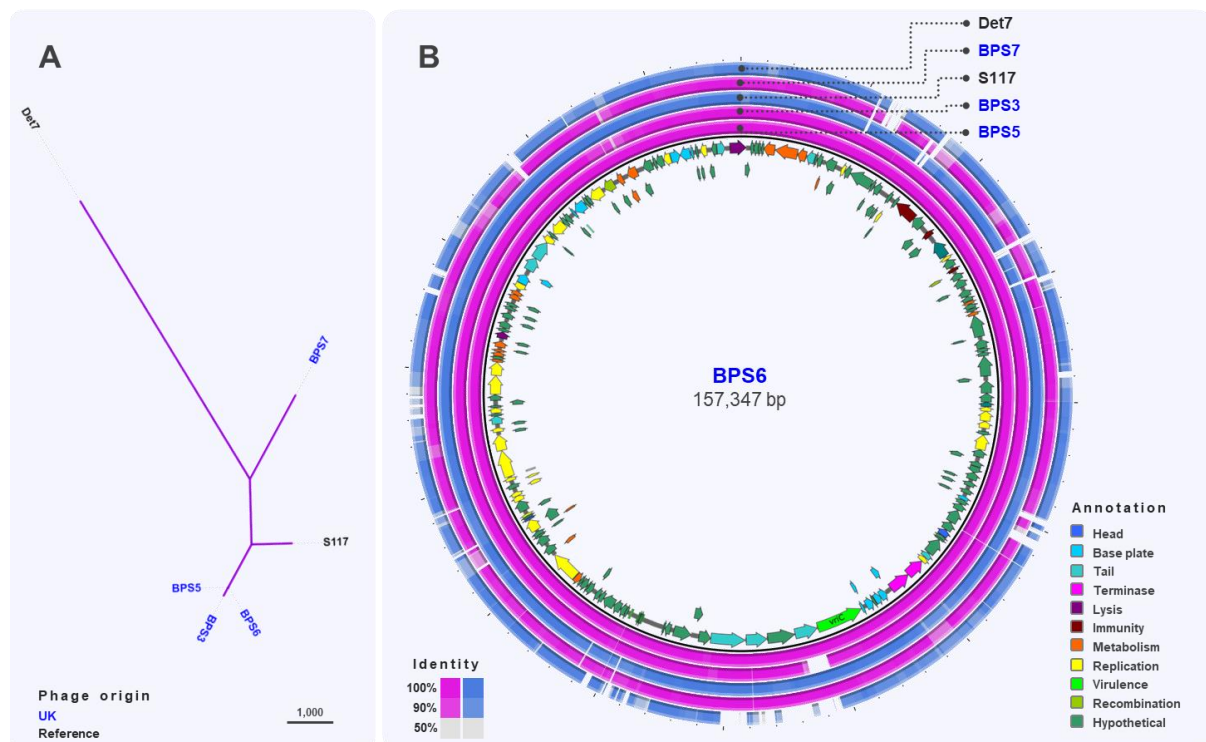 A
Det7
BPS7
S117
BPS5
BPS3
BPS6
Phage origin
UK
Reference
1,000
B
Det7
BPS7
S117
BPS3
BPS5
BPS6
157,347 bp
vriC
Identity
100%
90%
50%
Annotation
Head
Base plate
Tail
Terminase
Lysis
Immunity
Metabolism
Replication
Virulence
Recombination
Hypothetical